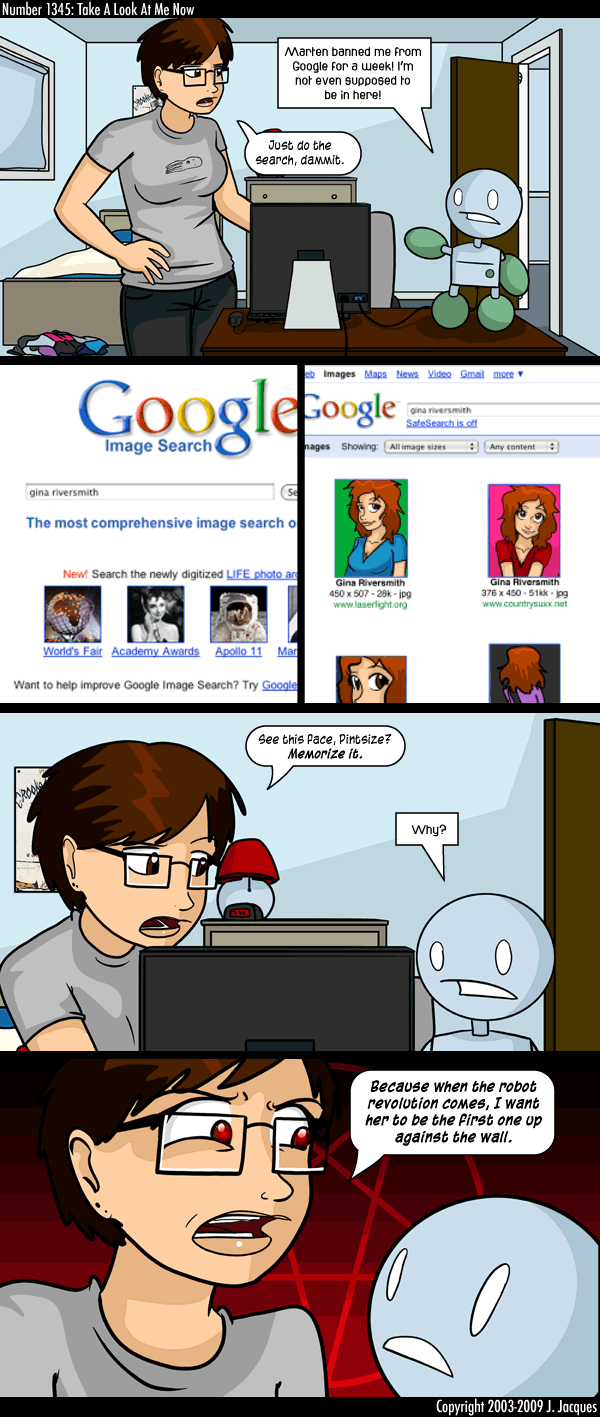 Number 1345: Take A Look At Me Now
Marten banned me from
Google for a week! I'm
not even supposed to
be in here!
Just do the
search, dammit.
Google
Image Search
gina riversmith
Se
The most comprehensive image search o
New! Search the newly digitized LIFE photo ar
World's Fair Academy Awards Apollo 11 Mar
Want to help improve Google Image Search? Try Google
eb Images Maps News Video Gmail more ▼
Google
gina riversmith
SafeSearch is off
mages Showing: All image sizes Any content
Gina Riversmith
450 x 507 - 28k - jpg
www.laserfight.org
Gina Riversmith
376 x 450 - 51kk - jpg
www.countrysuxx.net
See this face, Pintsize?
Memorize it.
Why?
Because when the robot
revolution comes, I want
her to be the first one up
against the wall.
Copyright 2003-2009 J. Jacques